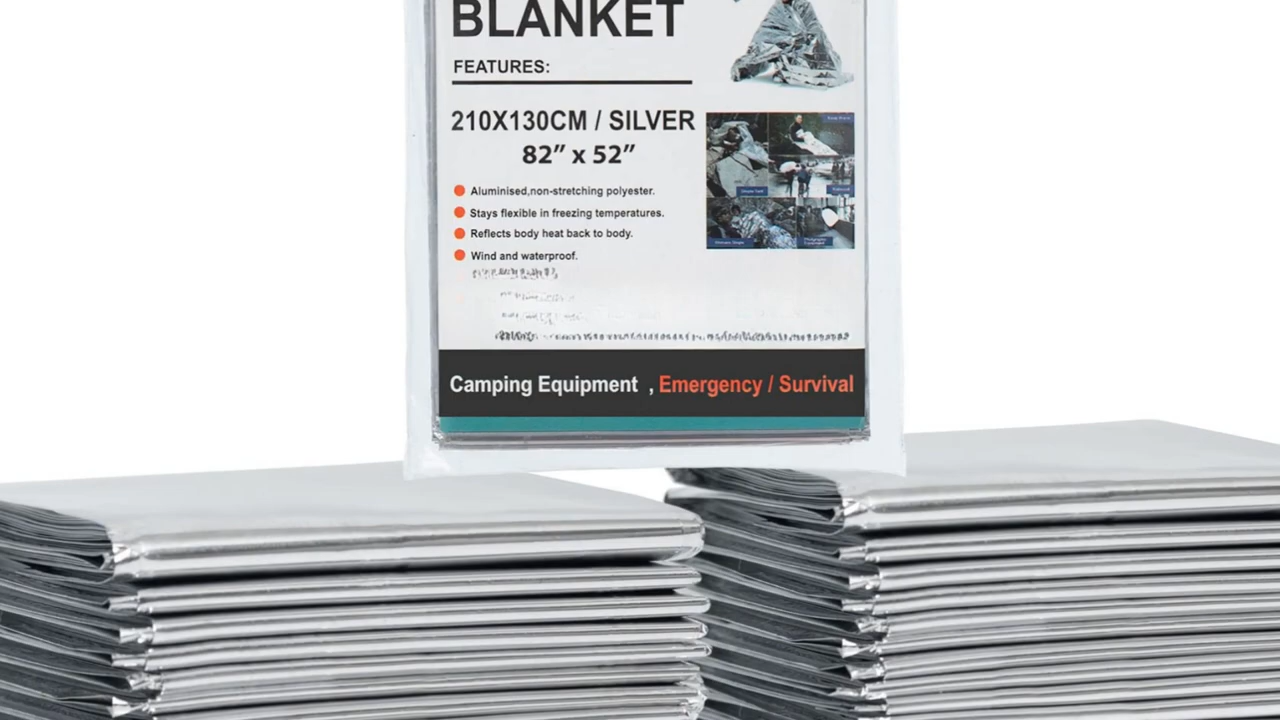 BLANKET
FEATURES:
210X130CM / SILVER
82” x 52”
Aluminised,non-stretching polyester.
Stays flexible in freezing temperatures.
Reflects body heat back to body.
Wind and waterproof.
Camping Equipment , Emergency / Survival